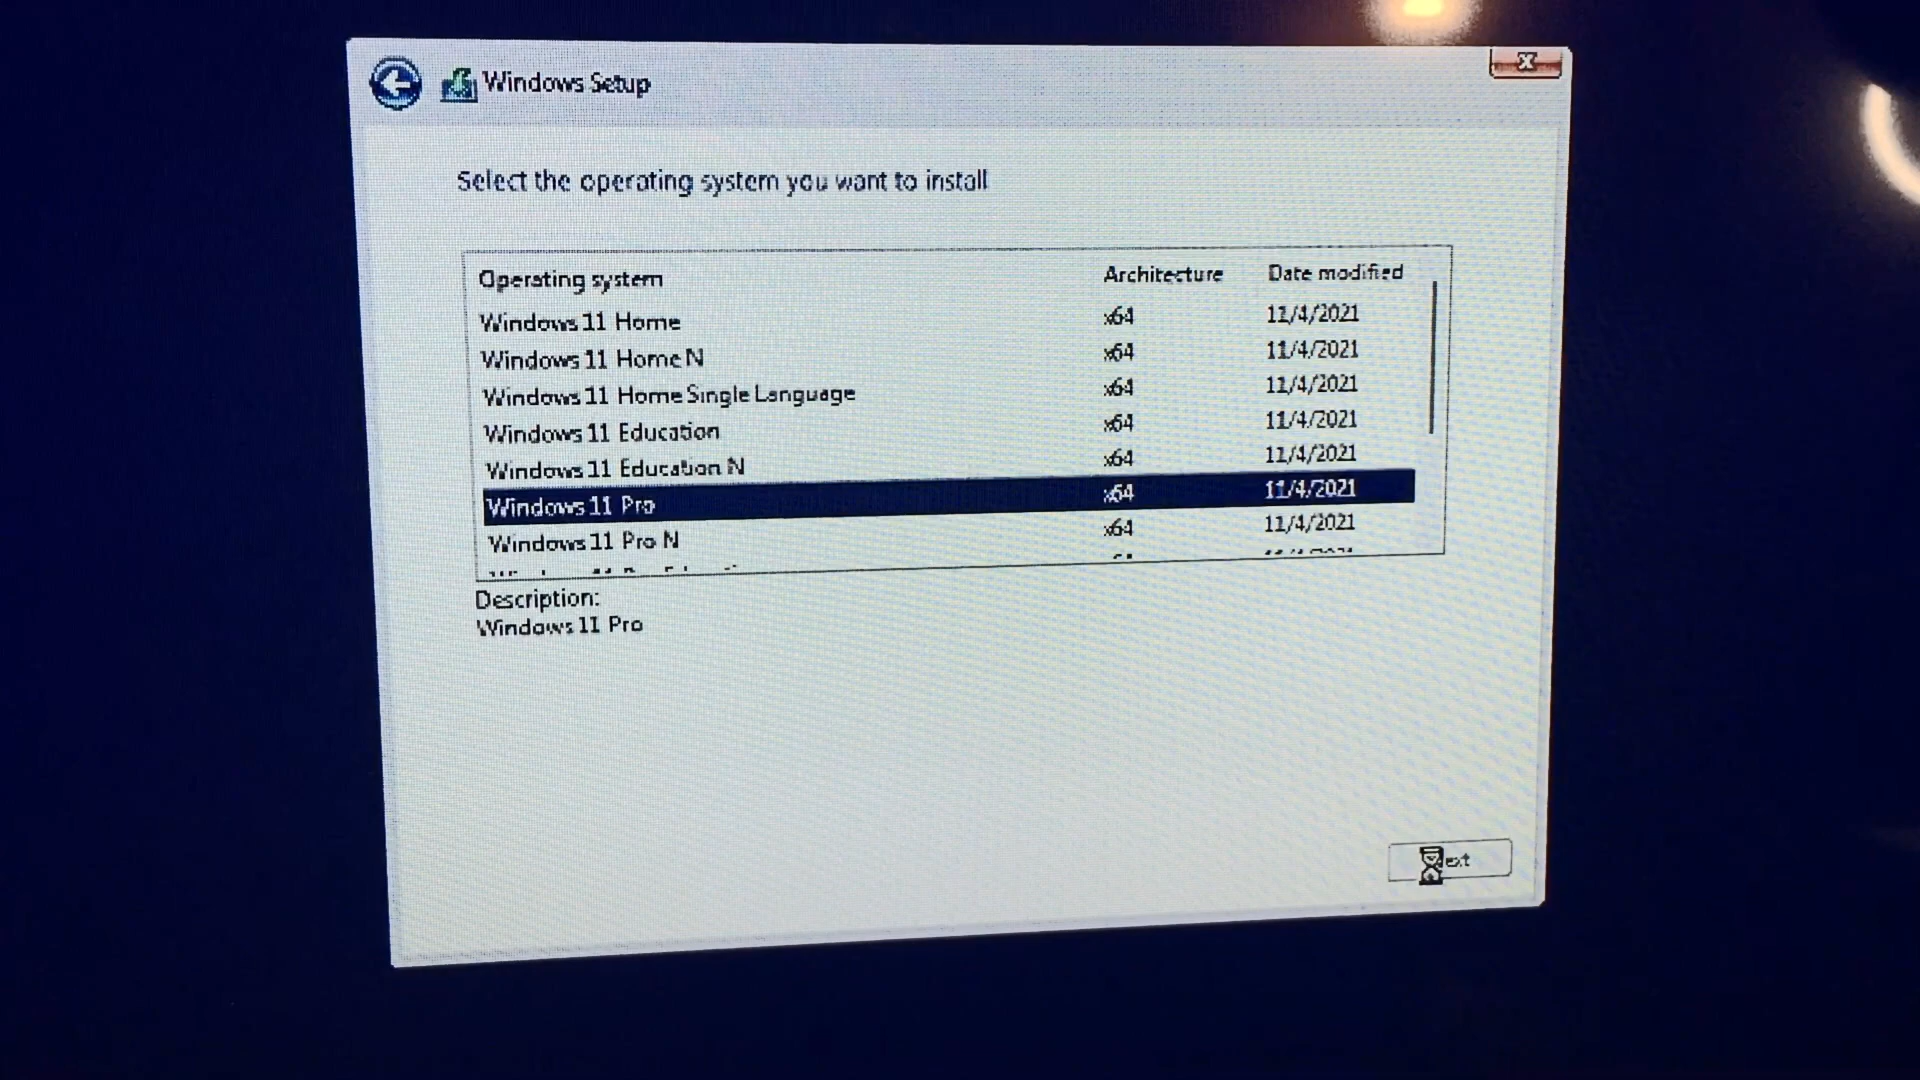 Windows Setup
Select the operating system you want to install
Operating system Architecture Date modified
Windows 11 Home x64 11/4/2021
Windows 11 Home N x64 11/4/2021
Windows 11 Home Single Language x64 11/4/2021
Windows 11 Education x64 11/4/2021
Windows 11 Education N x64 11/4/2021
Windows 11 Pro x64 11/4/2021
Windows 11 Pro N x64 11/4/2021
Description:
Windows 11 Pro